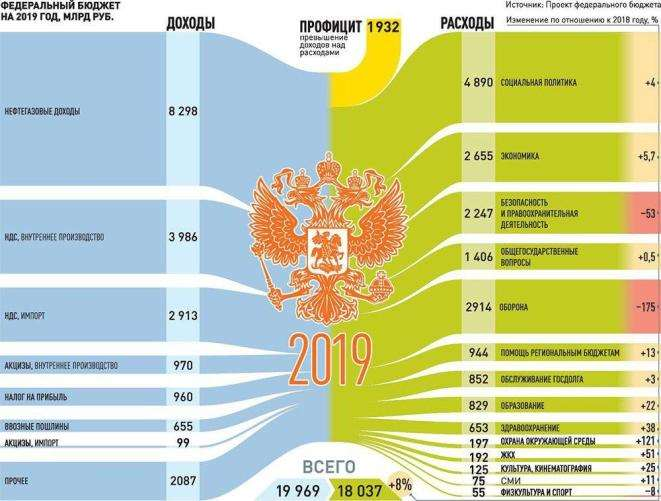 ФЕДЕРАЛЬНЫЙ БЮДЖЕТ
НА 2019 ГОД, МЛРД РУБ.
ДОХОДЫ
ПРОФИЦИТ 1932
превышение
доходов над
расходами
РАСХОДЫ
Источник: Проект федерального бюджета
Изменение по отношению к 2018 году, %
НЕФТЕГАЗОВЫЕ ДОХОДЫ 8 298
НДС, ВНУТРЕННЕЕ ПРОИЗВОДСТВО 3 986
НДС, ИМПОРТ 2 913
АКЦИЗЫ, ВНУТРЕННЕЕ ПРОИЗВОДСТВО 970
НАЛОГ НА ПРИБЫЛЬ 960
ВВОЗНЫЕ ПОШЛИНЫ 655
АКЦИЗЫ, ИМПОРТ 99
ПРОЧЕЕ 2087
2019
ВСЕГО
19 969 18 037 +8%
4 890 СОЦИАЛЬНАЯ ПОЛИТИКА +4
2 655 ЭКОНОМИКА +5,7
2 247 БЕЗОПАСНОСТЬ
И ПРАВООХРАНИТЕЛЬНАЯ
ДЕЯТЕЛЬНОСТЬ -53
1 406 ОБЩЕГОСУДАРСТВЕННЫЕ
ВОПРОСЫ +0,5
2914 ОБОРОНА -175
944 ПОМОЩЬ РЕГИОНАЛЬНЫМ БЮДЖЕТАМ +13
852 ОБСЛУЖИВАНИЕ ГОСДОЛГА +3
829 ОБРАЗОВАНИЕ +22
653 ЗДРАВООХРАНЕНИЕ +38
197 ОХРАНА ОКРУЖАЮЩЕЙ СРЕДЫ +121
192 ЖКХ +51
125 КУЛЬТУРА, КИНЕМАТОГРАФИЯ +25
75 СМИ +11
55 ФИЗКУЛЬТУРА И СПОРТ -8